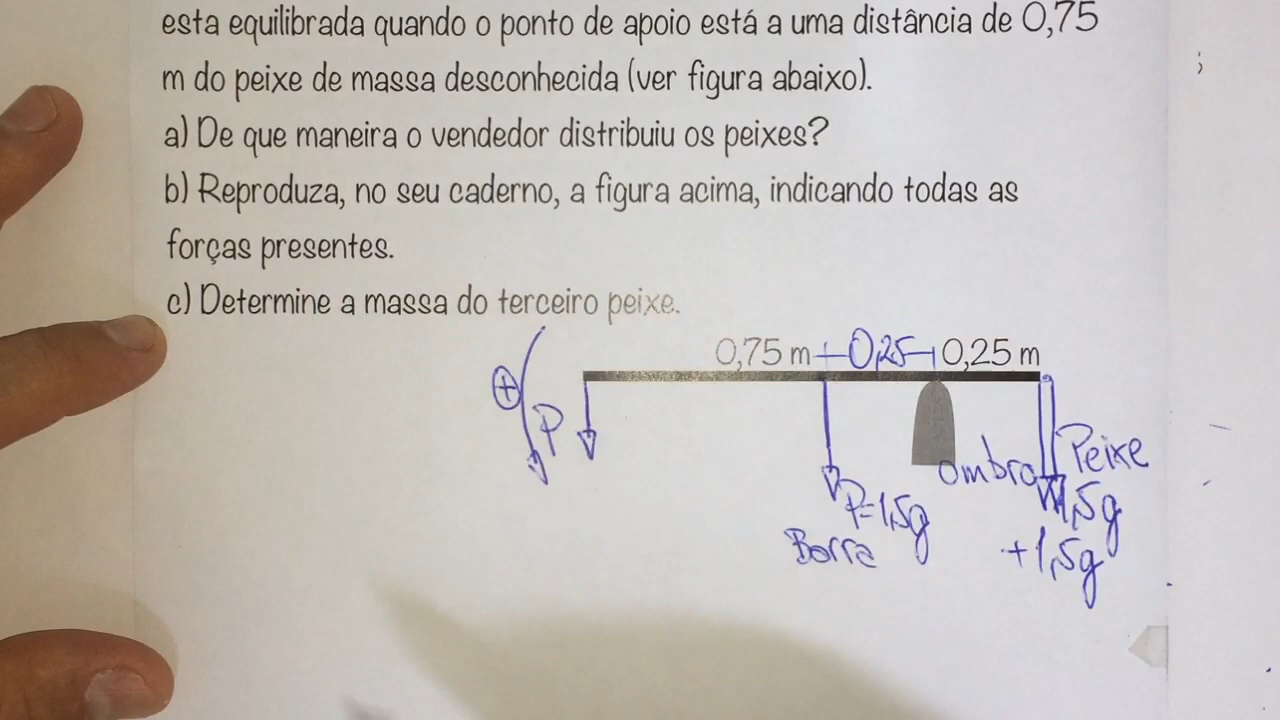 esta equilibrada quando o ponto de apoio está a uma distância de 0,75
m do peixe de massa desconhecida (ver figura abaixo).
a) De que maneira o vendedor distribuiu os peixes?
b) Reproduza, no seu caderno, a figura acima, indicando todas as
forças presentes.
c) Determine a massa do terceiro peixe.
0,75 m 0,25 0,25 m
+ P
ombro Peixe
P=1,5g 1,5g
Barra +1,5g